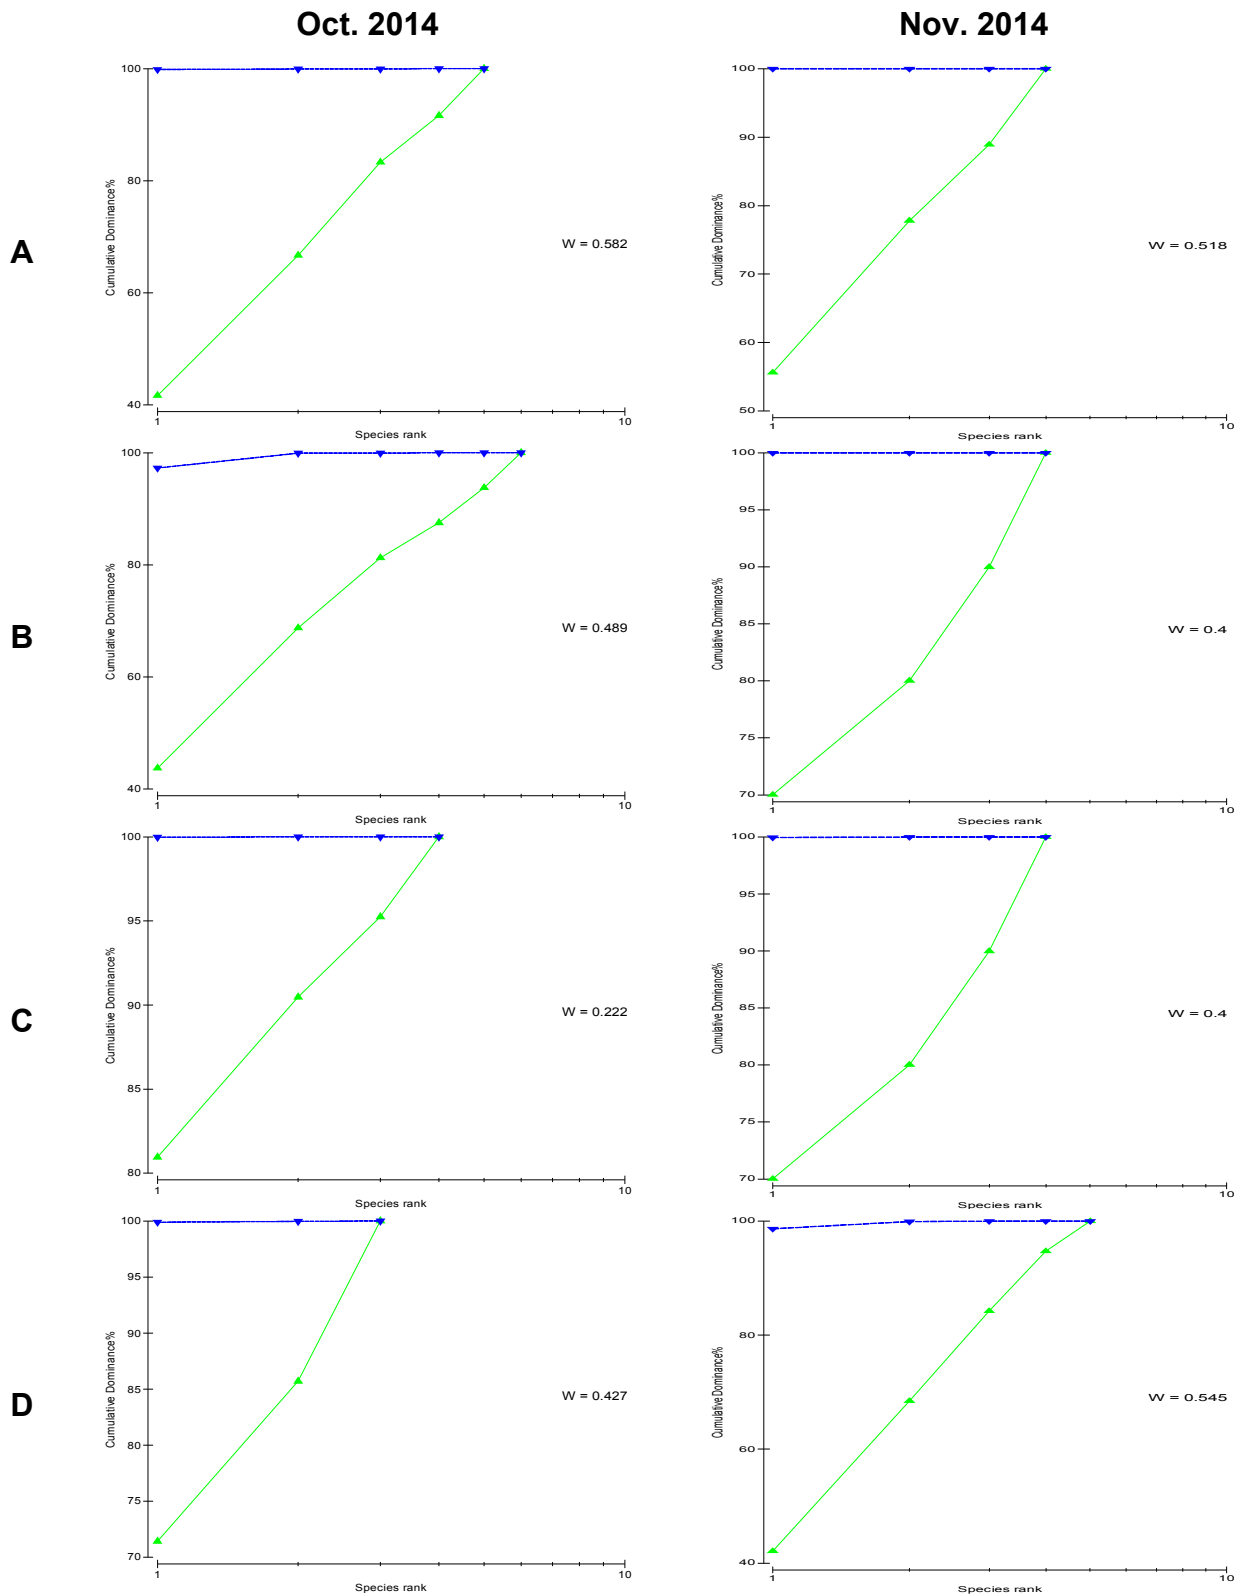 Oct. 2014
Nov. 2014
A
Cumulative Dominance%
100
80
60
40
W = 0.582
1
10
Species rank
Cumulative Dominance%
100
90
80
70
60
50
W = 0.518
1
10
Species rank
B
Cumulative Dominance%
100
80
60
40
W = 0.489
1
10
Species rank
Cumulative Dominance%
100
95
90
85
80
75
70
W = 0.4
1
10
Species rank
C
Cumulative Dominance%
100
95
90
85
80
W = 0.222
1
10
Species rank
Cumulative Dominance%
100
95
90
85
80
75
70
W = 0.4
1
10
Species rank
D
Cumulative Dominance%
100
95
90
85
80
75
70
W = 0.427
1
10
Species rank
Cumulative Dominance%
100
80
60
40
W = 0.545
1
10
Species rank